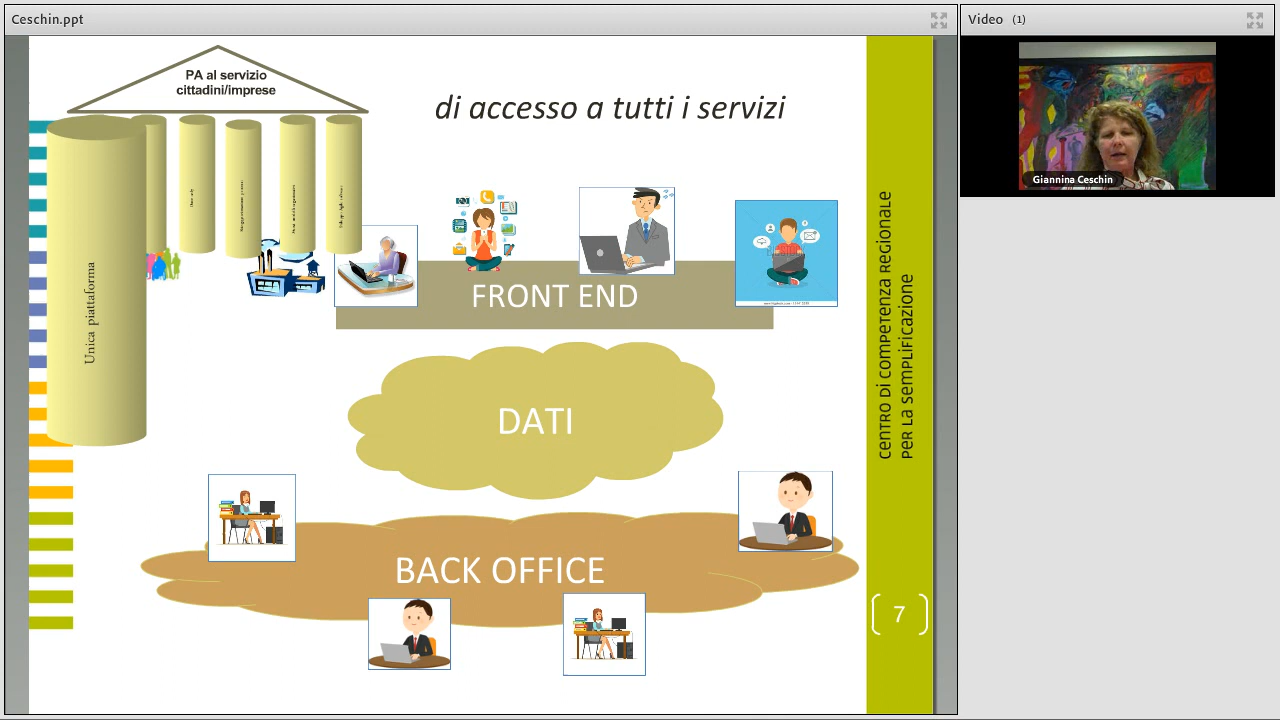 Ceschin.ppt
Video (1)
PA al servizio
cittadini/imprese
di accesso a tutti i servizi
Unica piattaforma
FRONT END
DATI
BACK OFFICE
CENTRO DI COMPETENZA REGIONALE
PER LA SEMPLIFICAZIONE
7
Giannina Ceschin